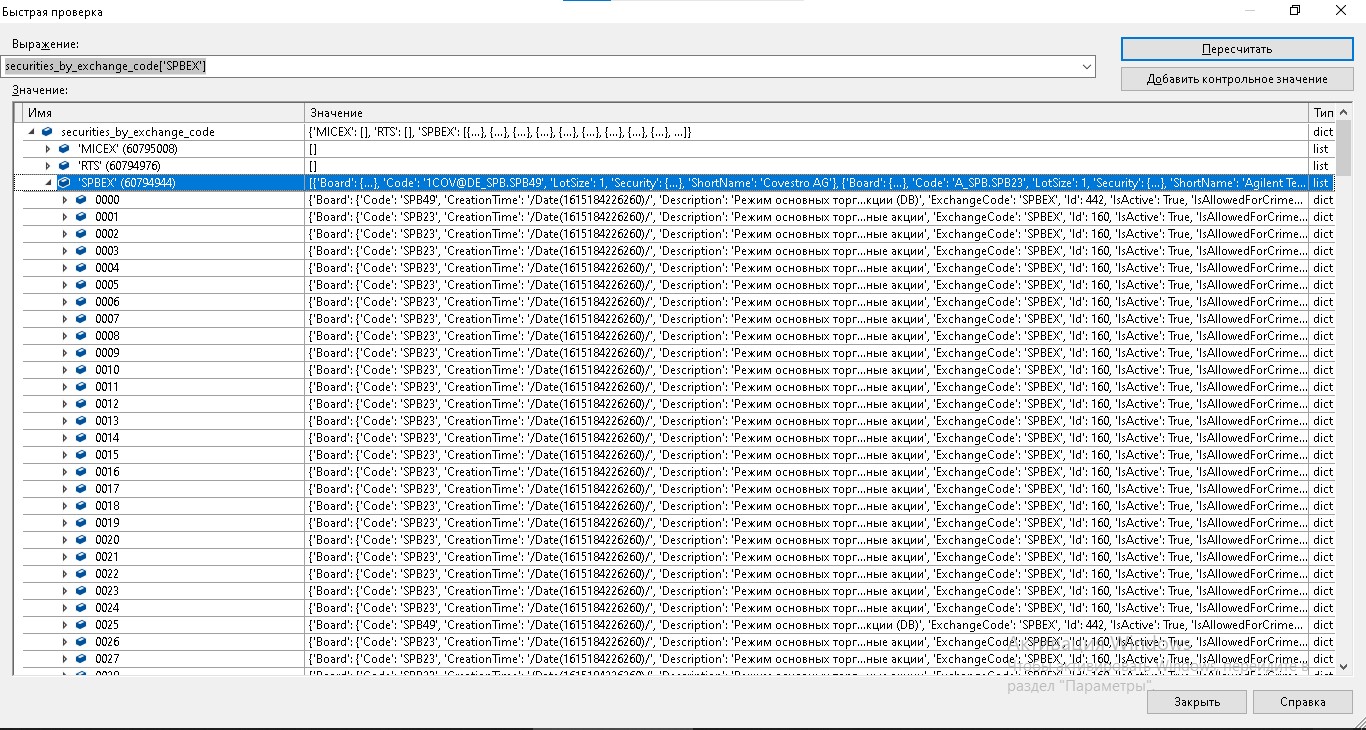 Быстрая проверка
Выражение:
securities_by_exchange_code['SPBEX']
Пересчитать
Добавить контрольное значение
Значение:
Имя Значение Тип
securities_by_exchange_code {'MICEX': [], 'RTS': [], 'SPBEX': [{...}, {...}, {...}, {...}, {...}, {...}, {...}, {...}, {...}, ...]} dict
'MICEX' (60795008) [] list
'RTS' (60794976) [] list
'SPBEX' (60794944) [{'Board': {...}, 'Code': '1COV@DE_SPB.SPB49', 'LotSize': 1, 'Security': {...}, 'ShortName': 'Covestro AG'}, {'Board': {...}, 'Code': 'A_SPB.SPB23', 'LotSize': 1, 'Security': {...}, 'ShortName': 'Agilent Te... list
0000 {'Board': {'Code': 'SPB49', 'CreationTime': '/Date(1615184226260)/', 'Description': 'Режим основных торг...кции (DB)', 'ExchangeCode': 'SPBEX', 'Id': 442, 'IsActive': True, 'IsAllowedForCrime... dict
0001 {'Board': {'Code': 'SPB23', 'CreationTime': '/Date(1615184226260)/', 'Description': 'Режим основных торг...ные акции', 'ExchangeCode': 'SPBEX', 'Id': 160, 'IsActive': True, 'IsAllowedForCrime... dict
0002 {'Board': {'Code': 'SPB23', 'CreationTime': '/Date(1615184226260)/', 'Description': 'Режим основных торг...ные акции', 'ExchangeCode': 'SPBEX', 'Id': 160, 'IsActive': True, 'IsAllowedForCrime... dict
0003 {'Board': {'Code': 'SPB23', 'CreationTime': '/Date(1615184226260)/', 'Description': 'Режим основных торг...ные акции', 'ExchangeCode': 'SPBEX', 'Id': 160, 'IsActive': True, 'IsAllowedForCrime... dict
0004 {'Board': {'Code': 'SPB23', 'CreationTime': '/Date(1615184226260)/', 'Description': 'Режим основных торг...ные акции', 'ExchangeCode': 'SPBEX', 'Id': 160, 'IsActive': True, 'IsAllowedForCrime... dict
0005 {'Board': {'Code': 'SPB23', 'CreationTime': '/Date(1615184226260)/', 'Description': 'Режим основных торг...ные акции', 'ExchangeCode': 'SPBEX', 'Id': 160, 'IsActive': True, 'IsAllowedForCrime... dict
0006 {'Board': {'Code': 'SPB23', 'CreationTime': '/Date(1615184226260)/', 'Description': 'Режим основных торг...ные акции', 'ExchangeCode': 'SPBEX', 'Id': 160, 'IsActive': True, 'IsAllowedForCrime... dict
0007 {'Board': {'Code': 'SPB23', 'CreationTime': '/Date(1615184226260)/', 'Description': 'Режим основных торг...ные акции', 'ExchangeCode': 'SPBEX', 'Id': 160, 'IsActive': True, 'IsAllowedForCrime... dict
0008 {'Board': {'Code': 'SPB23', 'CreationTime': '/Date(1615184226260)/', 'Description': 'Режим основных торг...ные акции', 'ExchangeCode': 'SPBEX', 'Id': 160, 'IsActive': True, 'IsAllowedForCrime... dict
0009 {'Board': {'Code': 'SPB23', 'CreationTime': '/Date(1615184226260)/', 'Description': 'Режим основных торг...ные акции', 'ExchangeCode': 'SPBEX', 'Id': 160, 'IsActive': True, 'IsAllowedForCrime... dict
0010 {'Board': {'Code': 'SPB23', 'CreationTime': '/Date(1615184226260)/', 'Description': 'Режим основных торг...ные акции', 'ExchangeCode': 'SPBEX', 'Id': 160, 'IsActive': True, 'IsAllowedForCrime... dict
0011 {'Board': {'Code': 'SPB23', 'CreationTime': '/Date(1615184226260)/', 'Description': 'Режим основных торг...ные акции', 'ExchangeCode': 'SPBEX', 'Id': 160, 'IsActive': True, 'IsAllowedForCrime... dict
0012 {'Board': {'Code': 'SPB23', 'CreationTime': '/Date(1615184226260)/', 'Description': 'Режим основных торг...ные акции', 'ExchangeCode': 'SPBEX', 'Id': 160, 'IsActive': True, 'IsAllowedForCrime... dict
0013 {'Board': {'Code': 'SPB23', 'CreationTime': '/Date(1615184226260)/', 'Description': 'Режим основных торг...ные акции', 'ExchangeCode': 'SPBEX', 'Id': 160, 'IsActive': True, 'IsAllowedForCrime... dict
0014 {'Board': {'Code': 'SPB23', 'CreationTime': '/Date(1615184226260)/', 'Description': 'Режим основных торг...ные акции', 'ExchangeCode': 'SPBEX', 'Id': 160, 'IsActive': True, 'IsAllowedForCrime... dict
0015 {'Board': {'Code': 'SPB23', 'CreationTime': '/Date(1615184226260)/', 'Description': 'Режим основных торг...ные акции', 'ExchangeCode': 'SPBEX', 'Id': 160, 'IsActive': True, 'IsAllowedForCrime... dict
0016 {'Board': {'Code': 'SPB23', 'CreationTime': '/Date(1615184226260)/', 'Description': 'Режим основных торг...ные акции', 'ExchangeCode': 'SPBEX', 'Id': 160, 'IsActive': True, 'IsAllowedForCrime... dict
0017 {'Board': {'Code': 'SPB23', 'CreationTime': '/Date(1615184226260)/', 'Description': 'Режим основных торг...ные акции', 'ExchangeCode': 'SPBEX', 'Id': 160, 'IsActive': True, 'IsAllowedForCrime... dict
0018 {'Board': {'Code': 'SPB23', 'CreationTime': '/Date(1615184226260)/', 'Description': 'Режим основных торг...ные акции', 'ExchangeCode': 'SPBEX', 'Id': 160, 'IsActive': True, 'IsAllowedForCrime... dict
0019 {'Board': {'Code': 'SPB23', 'CreationTime': '/Date(1615184226260)/', 'Description': 'Режим основных торг...ные акции', 'ExchangeCode': 'SPBEX', 'Id': 160, 'IsActive': True, 'IsAllowedForCrime... dict
0020 {'Board': {'Code': 'SPB23', 'CreationTime': '/Date(1615184226260)/', 'Description': 'Режим основных торг...ные акции', 'ExchangeCode': 'SPBEX', 'Id': 160, 'IsActive': True, 'IsAllowedForCrime... dict
0021 {'Board': {'Code': 'SPB23', 'CreationTime': '/Date(1615184226260)/', 'Description': 'Режим основных торг...ные акции', 'ExchangeCode': 'SPBEX', 'Id': 160, 'IsActive': True, 'IsAllowedForCrime... dict
0022 {'Board': {'Code': 'SPB23', 'CreationTime': '/Date(1615184226260)/', 'Description': 'Режим основных торг...ные акции', 'ExchangeCode': 'SPBEX', 'Id': 160, 'IsActive': True, 'IsAllowedForCrime... dict
0023 {'Board': {'Code': 'SPB23', 'CreationTime': '/Date(1615184226260)/', 'Description': 'Режим основных торг...ные акции', 'ExchangeCode': 'SPBEX', 'Id': 160, 'IsActive': True, 'IsAllowedForCrime... dict
0024 {'Board': {'Code': 'SPB23', 'CreationTime': '/Date(1615184226260)/', 'Description': 'Режим основных торг...ные акции', 'ExchangeCode': 'SPBEX', 'Id': 160, 'IsActive': True, 'IsAllowedForCrime... dict
0025 {'Board': {'Code': 'SPB49', 'CreationTime': '/Date(1615184226260)/', 'Description': 'Режим основных торг...кции (DB)', 'ExchangeCode': 'SPBEX', 'Id': 442, 'IsActive': True, 'IsAllowedForCrime... dict
0026 {'Board': {'Code': 'SPB23', 'CreationTime': '/Date(1615184226260)/', 'Description': 'Режим основных торг...ные акции', 'ExchangeCode': 'SPBEX', 'Id': 160, 'IsActive': True, 'IsAllowedForCrime... dict
0027 {'Board': {'Code': 'SPB23', 'CreationTime': '/Date(1615184226260)/', 'Description': 'Режим основных торг...ные акции', 'ExchangeCode': 'SPBEX', 'Id': 160, 'IsActive': True, 'IsAllowedForCrime... dict
Активация Windows
раздел "Параметры".
Закрыть
Справка